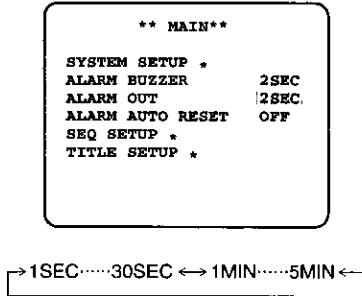 ** MAIN**
SYSTEM SETUP *
ALARM BUZZER 2SEC
ALARM OUT 2SEC
ALARM AUTO RESET OFF
SEQ SETUP *
TITLE SETUP *
→1SEC·····30SEC ↔ 1MIN·····5MIN←